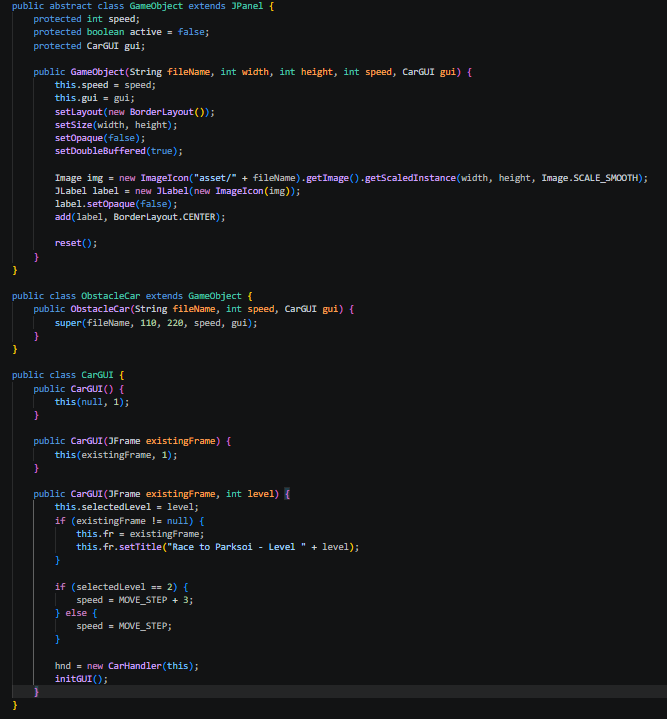 public abstract class GameObject extends JPanel {
    protected int speed;
    protected boolean active = false;
    protected CarGUI gui;

    public GameObject(String fileName, int width, int height, int speed, CarGUI gui) {
        this.speed = speed;
        this.gui = gui;
        setLayout(new BorderLayout());
        setSize(width, height);
        setOpaque(false);
        setDoubleBuffered(true);

        Image img = new ImageIcon("asset/" + fileName).getImage().getScaledInstance(width, height, Image.SCALE_SMOOTH);
        JLabel label = new JLabel(new ImageIcon(img));
        label.setOpaque(false);
        add(label, BorderLayout.CENTER);

        reset();
    }
}

public class ObstacleCar extends GameObject {
    public ObstacleCar(String fileName, int speed, CarGUI gui) {
        super(fileName, 110, 220, speed, gui);
    }
}

public class CarGUI {
    public CarGUI() {
        this(null, 1);
    }

    public CarGUI(JFrame existingFrame) {
        this(existingFrame, 1);
    }

    public CarGUI(JFrame existingFrame, int level) {
        this.selectedLevel = level;
        if (existingFrame != null) {
            this.fr = existingFrame;
            this.fr.setTitle("Race to Parksoi - Level " + level);
        }

        if (selectedLevel == 2) {
            speed = MOVE_STEP + 3;
        } else {
            speed = MOVE_STEP;
        }

        hnd = new CarHandler(this);
        initGUI();
    }
}